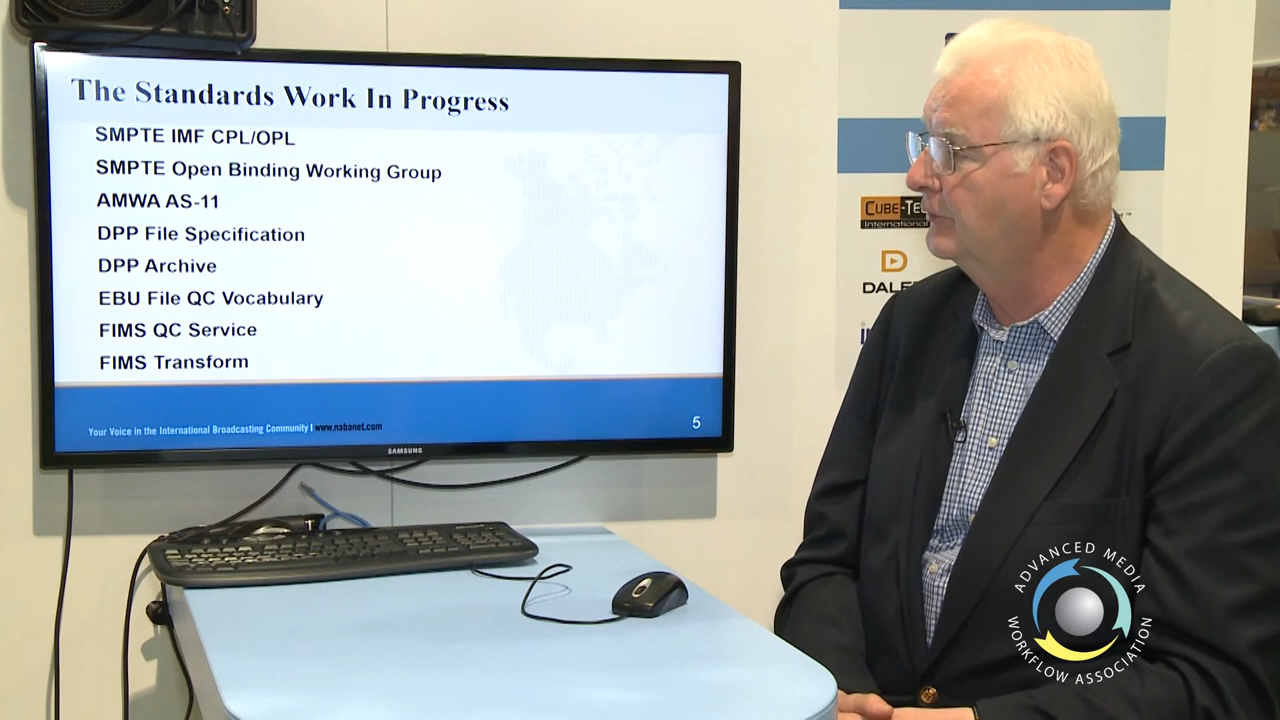 The Standards Work In Progress
SMPTE IMF CPL/OPL
SMPTE Open Binding Working Group
AMWA AS-11
DPP File Specification
DPP Archive
EBU File QC Vocabulary
FIMS QC Service
FIMS Transform
Your Voice in the International Broadcasting Community | www.nabanet.com
5
SAMSUNG
CUBE-TE
International
DALE
ADVANCED MEDIA
WORKFLOW ASSOCIATION